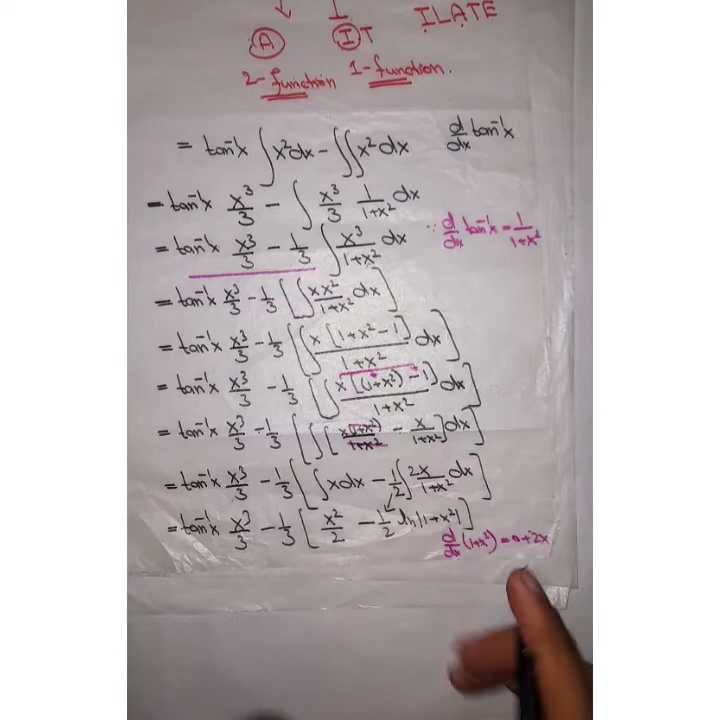 ↓ 1 ILATE
Ⓐ ⒾT
2-function 1-function.
= tan⁻¹x ∫x²dx - ∫∫x²dx d/dx tan⁻¹x
= tan⁻¹x x³/3 - ∫ x³/3 1/1+x² dx
= tan⁻¹x x³/3 - 1/3 ∫ x³/1+x² dx ∵ d/dx tan⁻¹x = 1/1+x²
= tan⁻¹x x³/3 - 1/3 [∫ xx²/1+x² dx]
= tan⁻¹x x³/3 - 1/3 [∫ x[1+x²-1]/1+x² dx]
= tan⁻¹x x³/3 - 1/3 [∫ x[(1+x²)-1]/1+x² dx]
= tan⁻¹x x³/3 - 1/3 [∫[x(1+x²)/1+x² - x/1+x²]dx]
= tan⁻¹x x³/3 - 1/3 [∫xdx - 1/2 ∫ 2x/1+x² dx]
= tan⁻¹x x³/3 - 1/3 [x²/2 - 1/2 ln|1+x²|]
d/dx (1+x²) = 0+2x